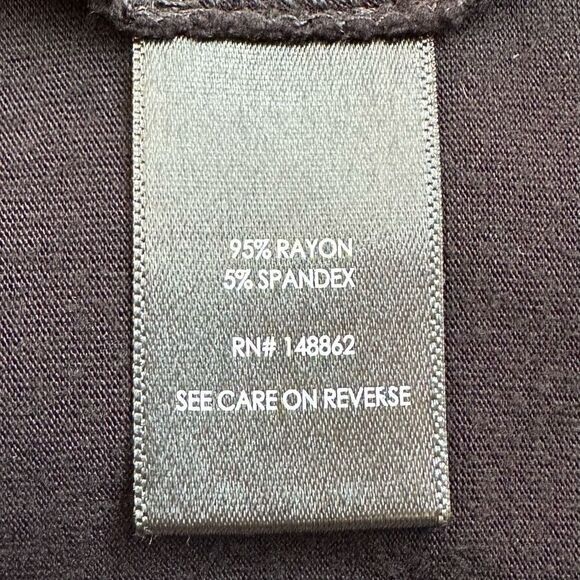 95% RAYON
5% SPANDEX
RN# 148862
SEE CARE ON REVERSE